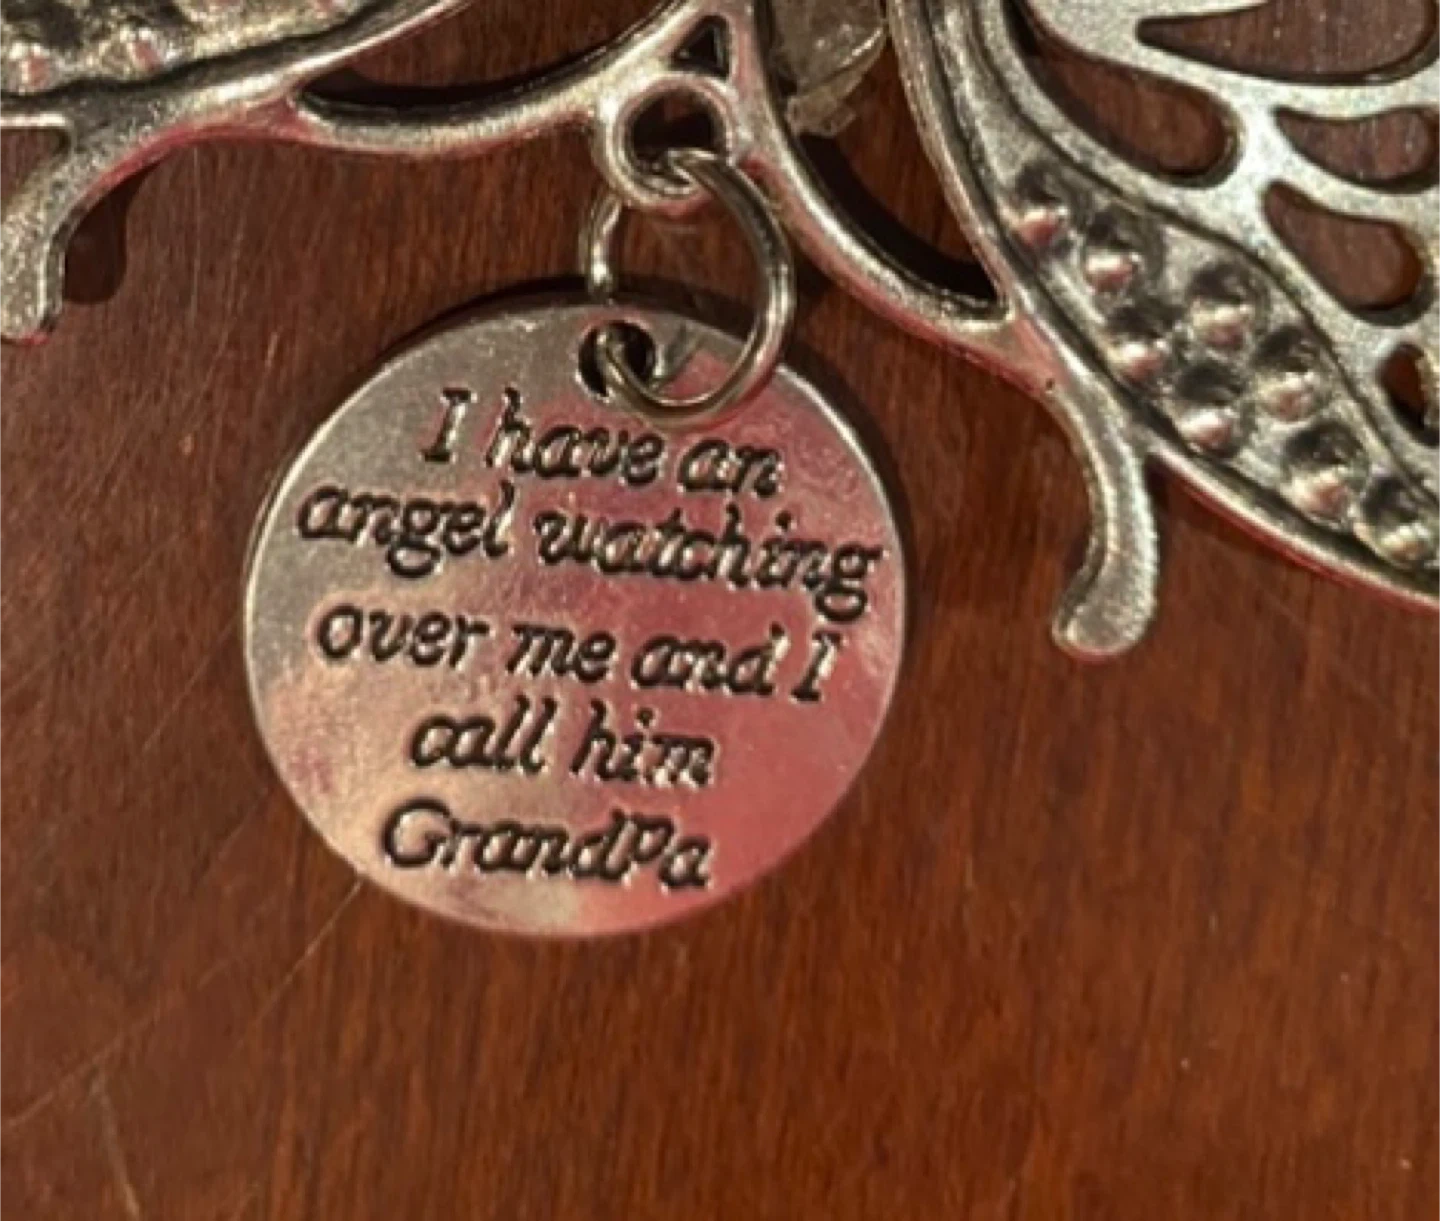 I have an
angel watching
over me and I
call him
GrandPa